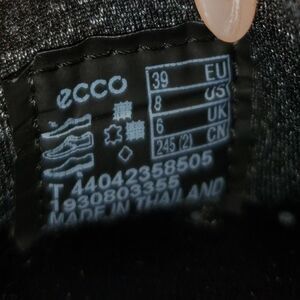 ecco
39 EU
8 US
6 UK
245 (2) CN
T 44042358505
1930803355
MADE IN THAILAND